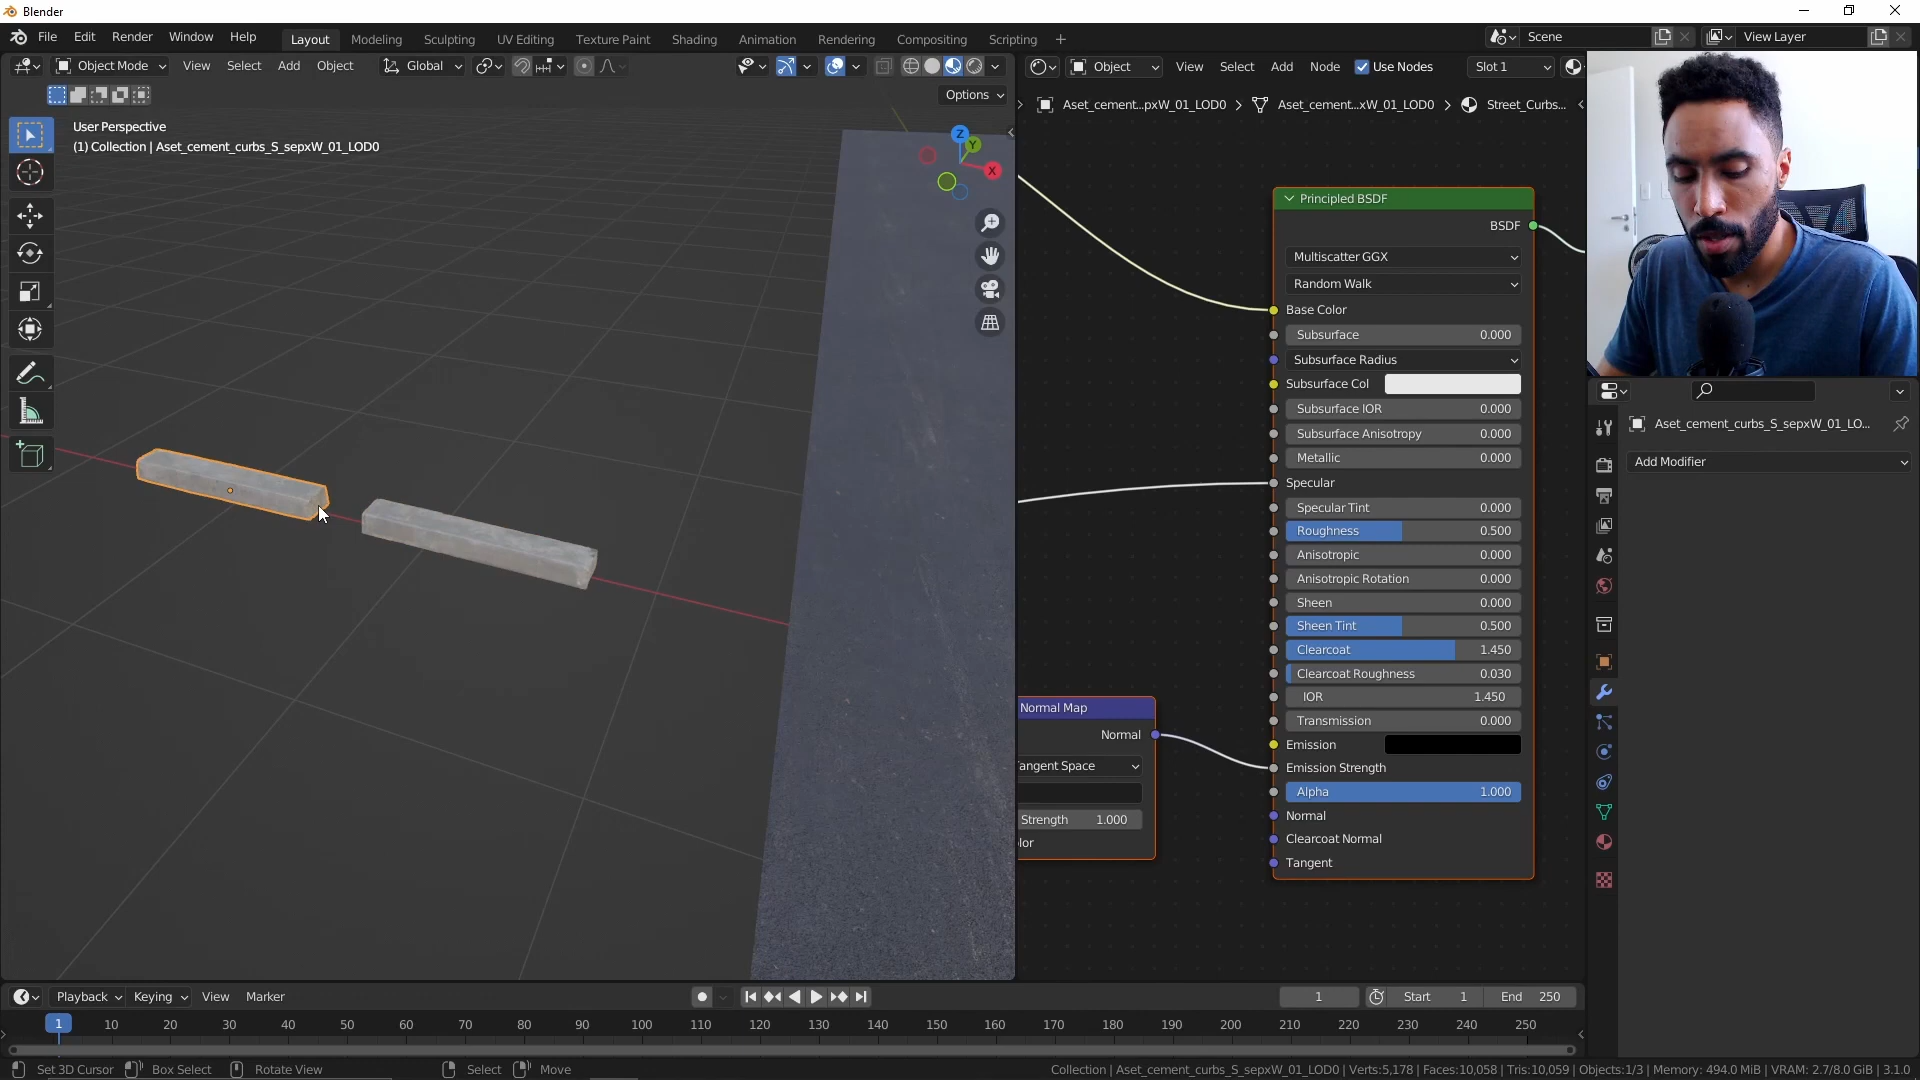 Blender
File Edit Render Window Help Layout Modeling Sculpting UV Editing Texture Paint Shading Animation Rendering Compositing Scripting Scene View Layer
Object Mode View Select Add Object Global
Options
User Perspective
(1) Collection | Aset_cement_curbs_S_sepxW_01_LOD0
Z
Y
X
Object View Select Add Node Use Nodes Slot 1
Aset_cement...pxW_01_LOD0 Aset_cement...xW_01_LOD0 Street_Curbs...
Principled BSDF
BSDF
Multiscatter GGX
Random Walk
Base Color
Subsurface 0.000
Subsurface Radius
Subsurface Col
Subsurface IOR 0.000
Subsurface Anisotropy 0.000
Metallic 0.000
Specular
Specular Tint 0.000
Roughness 0.500
Anisotropic 0.000
Anisotropic Rotation 0.000
Sheen 0.000
Sheen Tint 0.500
Clearcoat 1.450
Clearcoat Roughness 0.030
IOR 1.450
Transmission 0.000
Emission
Emission Strength
Alpha 1.000
Normal
Clearcoat Normal
Tangent
Normal Map
Normal
Tangent Space
Strength 1.000
lor
Aset_cement_curbs_S_sepxW_01_LO...
Add Modifier
Playback Keying View Marker 1 Start 1 End 250
1 10 20 30 40 50 60 70 80 90 100 110 120 130 140 150 160 170 180 190 200 210 220 230 240 250
Set 3D Cursor Box Select Rotate View Select Move Collection | Aset_cement_curbs_S_sepxW_01_LOD0 | Verts:5,178 | Faces:10,058 | Tris:10,059 | Objects:1/3 | Memory: 494.0 MiB | VRAM: 2.7/8.0 GiB | 3.1.0